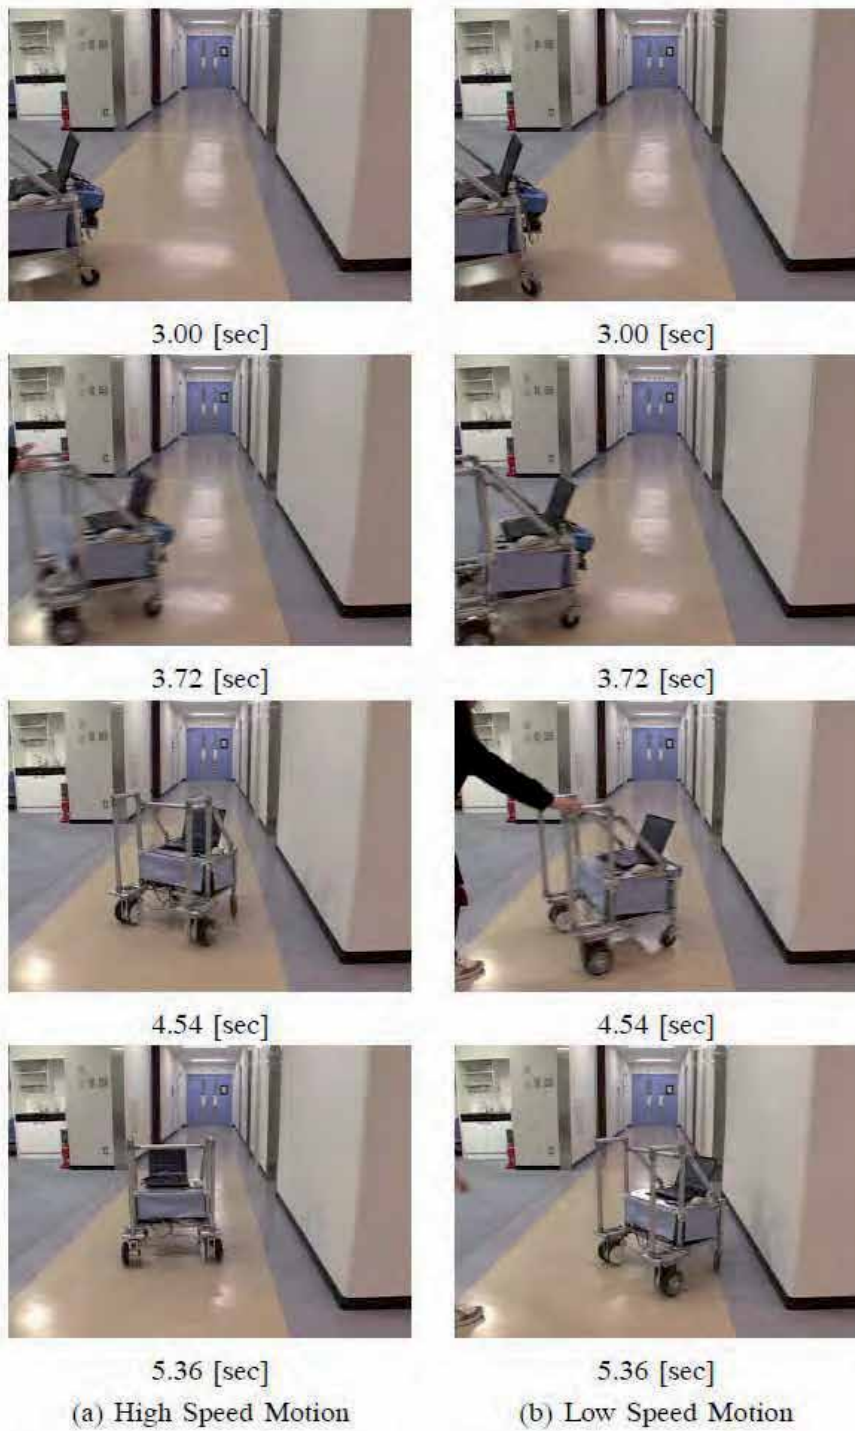 3.00 [sec]
3.00 [sec]
3.72 [sec]
3.72 [sec]
4.54 [sec]
4.54 [sec]
5.36 [sec]
5.36 [sec]
(a) High Speed Motion
(b) Low Speed Motion